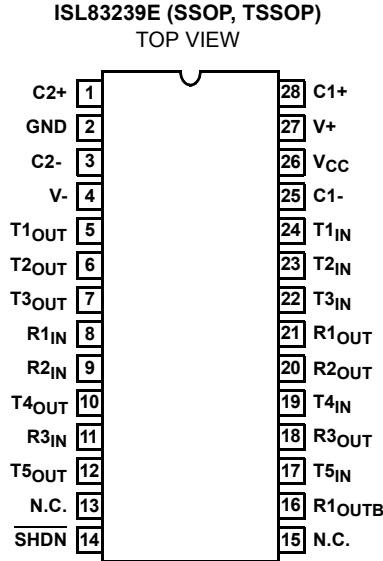 ISL83239E (SSOP, TSSOP)
TOP VIEW
C2+ 1 28 C1+
GND 2 27 V+
C2- 3 26 VCC
V- 4 25 C1-
T1OUT 5 24 T1IN
T2OUT 6 23 T2IN
T3OUT 7 22 T3IN
R1IN 8 21 R1OUT
R2IN 9 20 R2OUT
T4OUT 10 19 T4IN
R3IN 11 18 R3OUT
T5OUT 12 17 T5IN
N.C. 13 16 R1OUTB
SHDN 14 15 N.C.